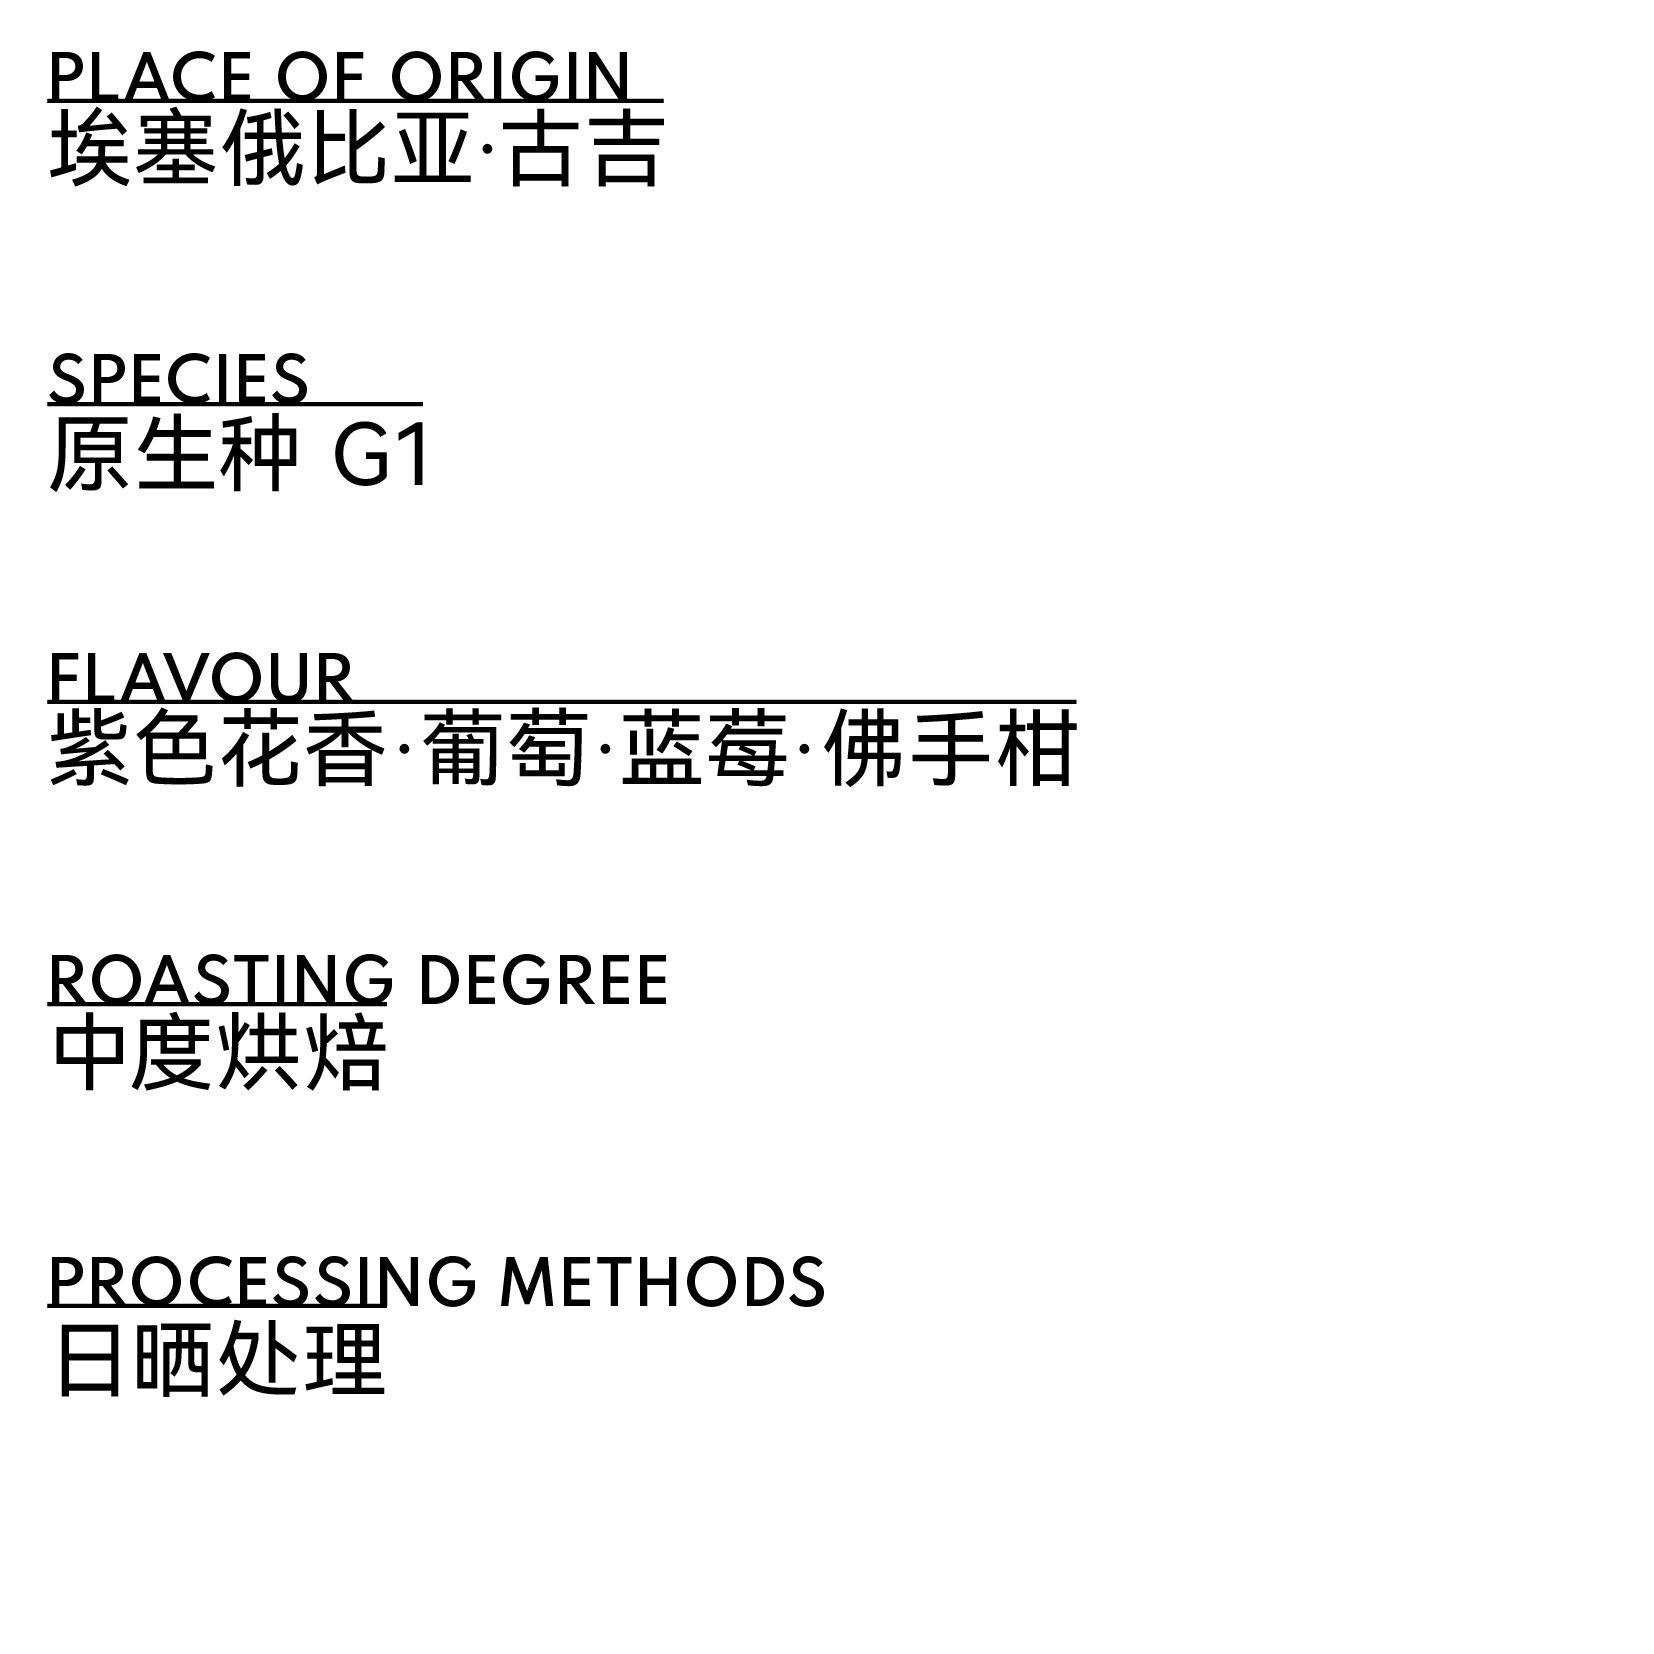 PLACE OF ORIGIN
埃塞俄比亚·古吉
SPECIES
原生种 G1
FLAVOUR
紫色花香·葡萄·蓝莓·佛手柑
ROASTING DEGREE
中度烘焙
PROCESSING METHODS
日晒处理